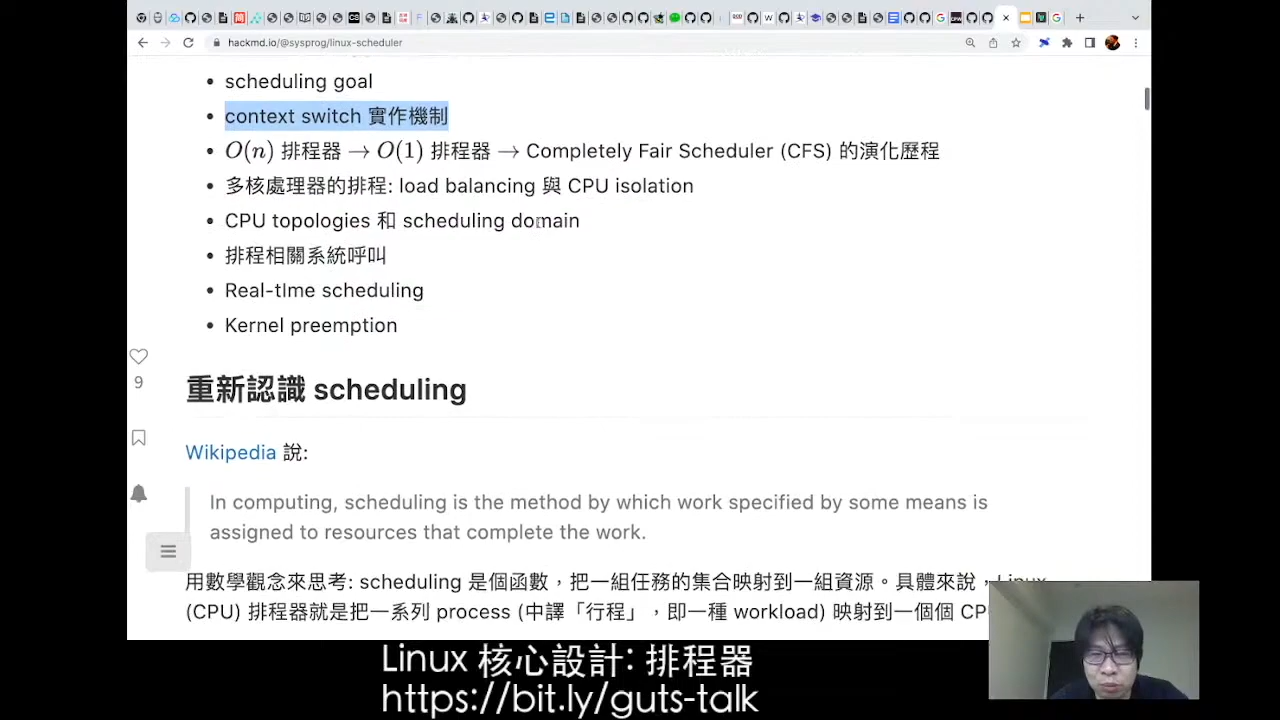 hackmd.io/@sysprog/linux-scheduler
• scheduling goal
• context switch 實作機制
• O(n) 排程器 → O(1) 排程器 → Completely Fair Scheduler (CFS) 的演化歷程
• 多核處理器的排程: load balancing 與 CPU isolation
• CPU topologies 和 scheduling domain
• 排程相關系統呼叫
• Real-tIme scheduling
• Kernel preemption
9
重新認識 scheduling
Wikipedia 說:
In computing, scheduling is the method by which work specified by some means is
assigned to resources that complete the work.
用數學觀念來思考: scheduling 是個函數，把一組任務的集合映射到一組資源。具體來說，Linux
(CPU) 排程器就是把一系列 process (中譯「行程」，即一種 workload) 映射到一個個
Linux 核心設計: 排程器
https://bit.ly/guts-talk